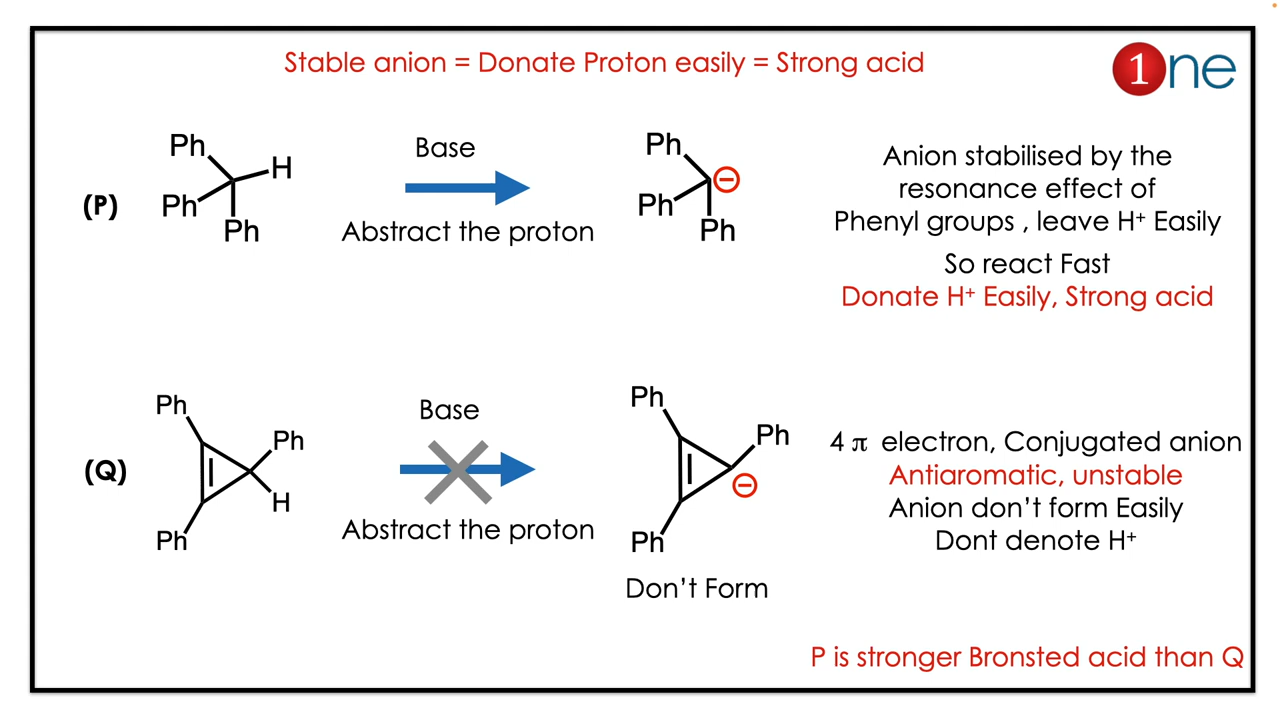 Stable anion = Donate Proton easily = Strong acid
1ne
(P)
Ph
H
Ph
Ph
Base
Abstract the proton
Ph
⊖
Ph
Ph
Anion stabilised by the
resonance effect of
Phenyl groups , leave H⁺ Easily
So react Fast
Donate H⁺ Easily, Strong acid
(Q)
Ph
Ph
H
Ph
Base
Abstract the proton
Ph
Ph
⊖
Ph
Don't Form
4 π electron, Conjugated anion
Antiaromatic, unstable
Anion don't form Easily
Dont denote H⁺
P is stronger Bronsted acid than Q